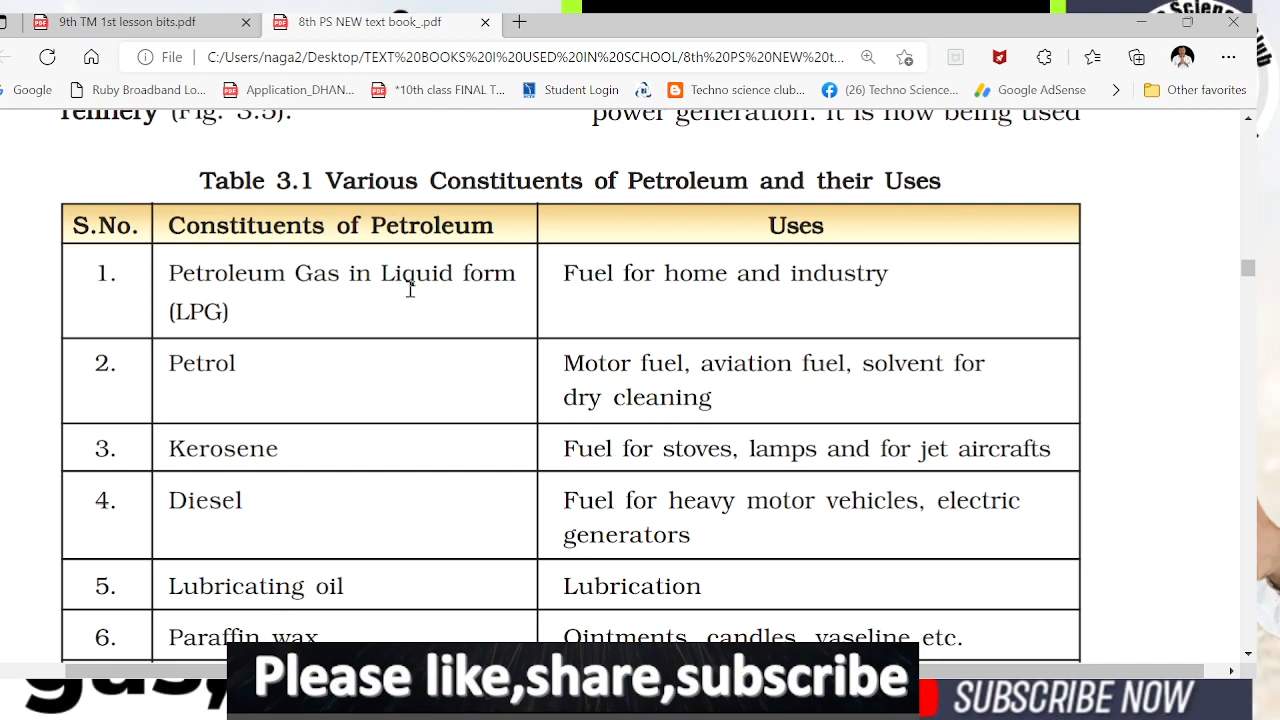 9th TM 1st lesson bits.pdf
8th PS NEW text book_.pdf
File
C:/Users/naga2/Desktop/TEXT%20BOOKS%20I%20USED%20IN%20SCHOOL/8th%20PS%20NEW%20t...
Google
Ruby Broadband Lo...
Application_DHAN...
*10th class FINAL T...
Student Login
Techno science club...
(26) Techno Science...
Google AdSense
Other favorites
refinery (Fig. 3.5).
power generation. It is now being used
Table 3.1 Various Constituents of Petroleum and their Uses
S.No. Constituents of Petroleum Uses
1. Petroleum Gas in Liquid form Fuel for home and industry
(LPG)
2. Petrol Motor fuel, aviation fuel, solvent for
dry cleaning
3. Kerosene Fuel for stoves, lamps and for jet aircrafts
4. Diesel Fuel for heavy motor vehicles, electric
generators
5. Lubricating oil Lubrication
6. Paraffin wax Ointments, candles, vaseline etc.
Please like,share,subscribe
SUBSCRIBE NOW